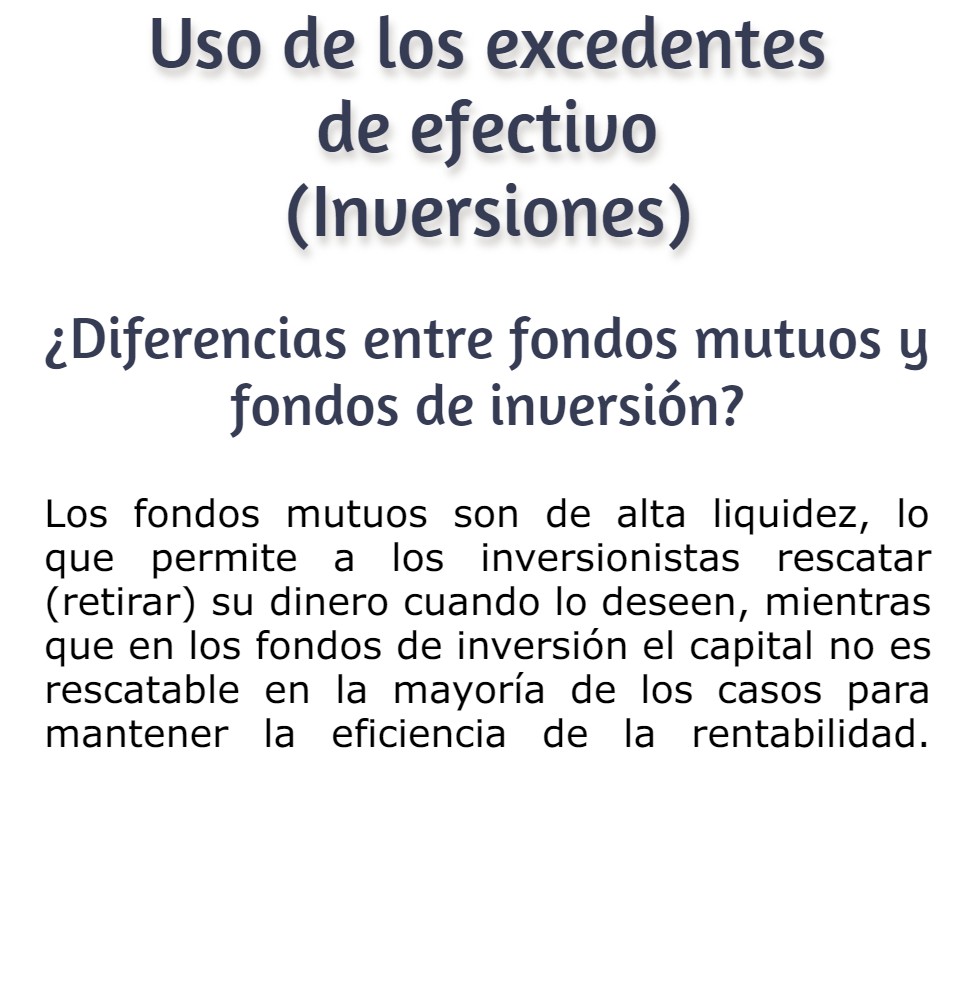 Uso de los excedentes
de efectivo
(Inversiones)
¿Diferencias entre fondos mutuos y
fondos de inversión?
Los fondos mutuos son de alta liquidez, lo
que permite a los inversionistas rescatar
(retirar) su dinero cuando lo deseen, mientras
que en los fondos de inversión el capital no es
rescatable en la mayoría de los casos para
mantener la eficiencia de la rentabilidad.